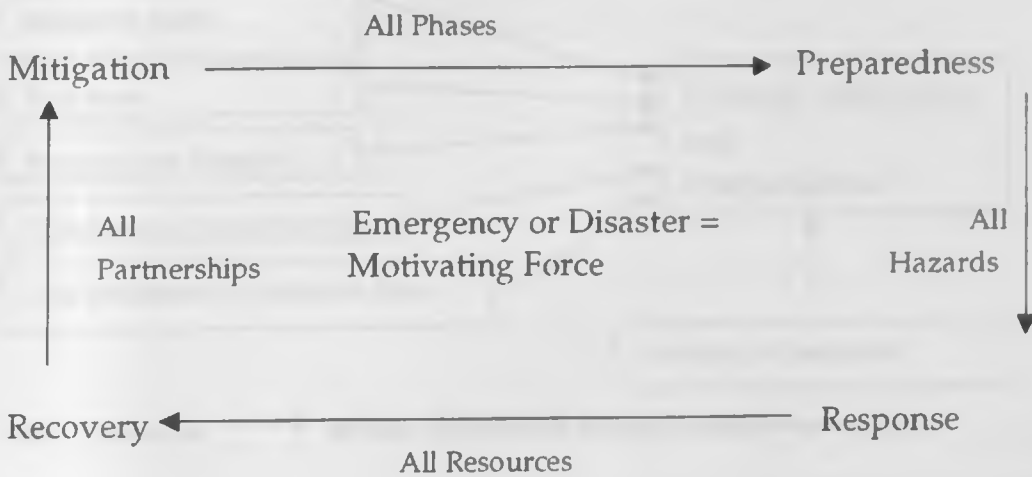 All Phases
Mitigation
Preparedness
All
Partnerships
Emergency or Disaster =
Motivating Force
All
Hazards
Recovery
Response
All Resources